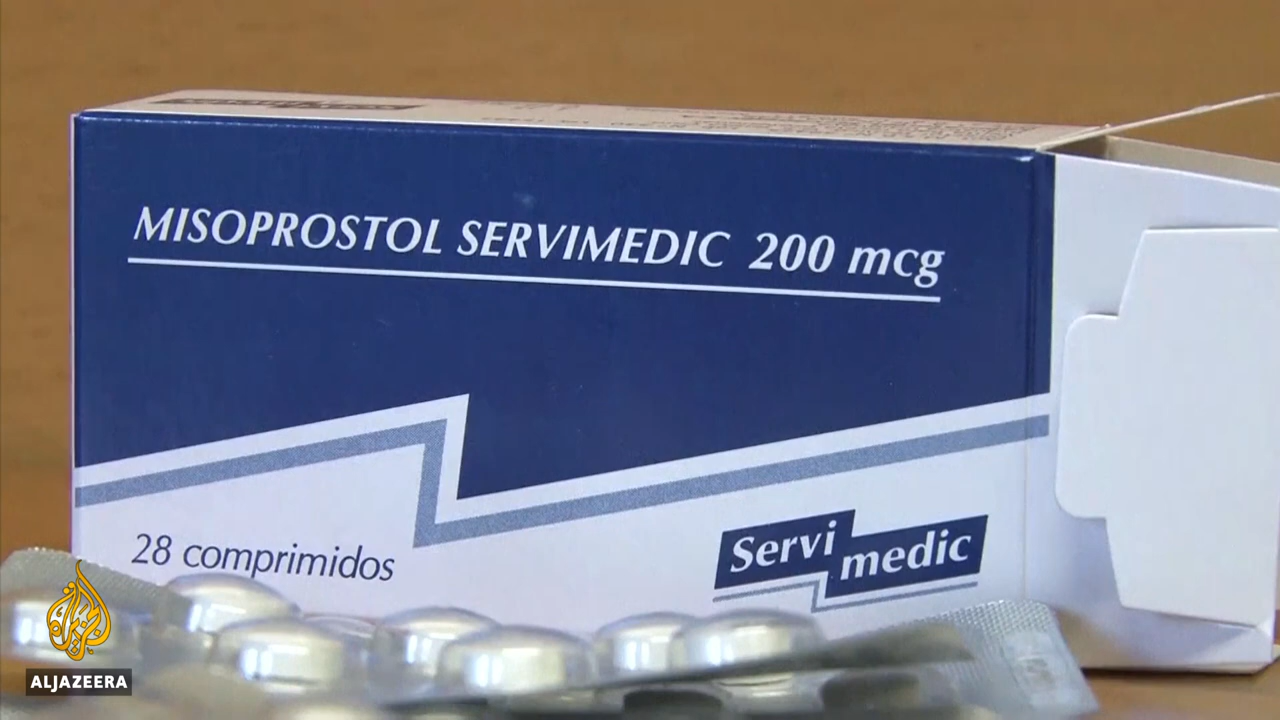 MISOPROSTOL SERVIMEDIC 200 mcg
28 comprimidos
Servi
medic
ALJAZEERA